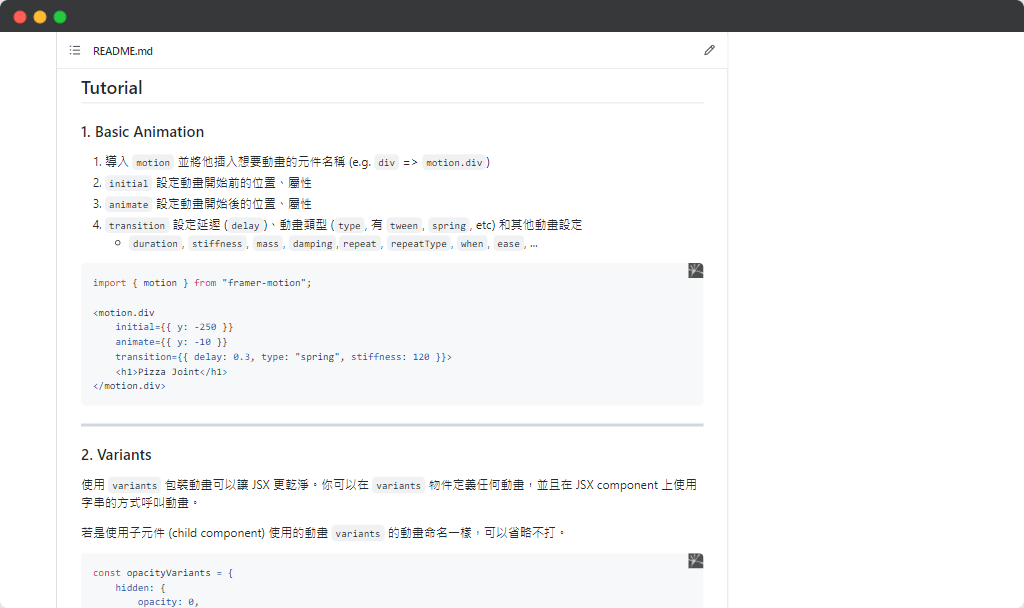 README.md
Tutorial
1. Basic Animation
1. 導入 motion 並將他插入想要動畫的元件名稱 (e.g. div => motion.div )
2. initial 設定動畫開始前的位置、屬性
3. animate 設定動畫開始後的位置、屬性
4. transition 設定延遲 ( delay )、動畫類型 ( type , 有 tween , spring , etc) 和其他動畫設定
duration , stiffness , mass , damping , repeat , repeatType , when , ease , ...
import { motion } from "framer-motion";
<motion.div
initial={{ y: -250 }}
animate={{ y: -10 }}
transition={{ delay: 0.3, type: "spring", stiffness: 120 }}>
<h1>Pizza Joint</h1>
</motion.div>
2. Variants
使用 variants 包裝動畫可以讓 JSX 更乾淨。你可以在 variants 物件定義任何動畫，並且在 JSX component 上使用
字串的方式呼叫動畫。
若是使用子元件 (child component) 使用的動畫 variants 的動畫命名一樣，可以省略不打。
const opacityVariants = {
hidden: {
opacity: 0,